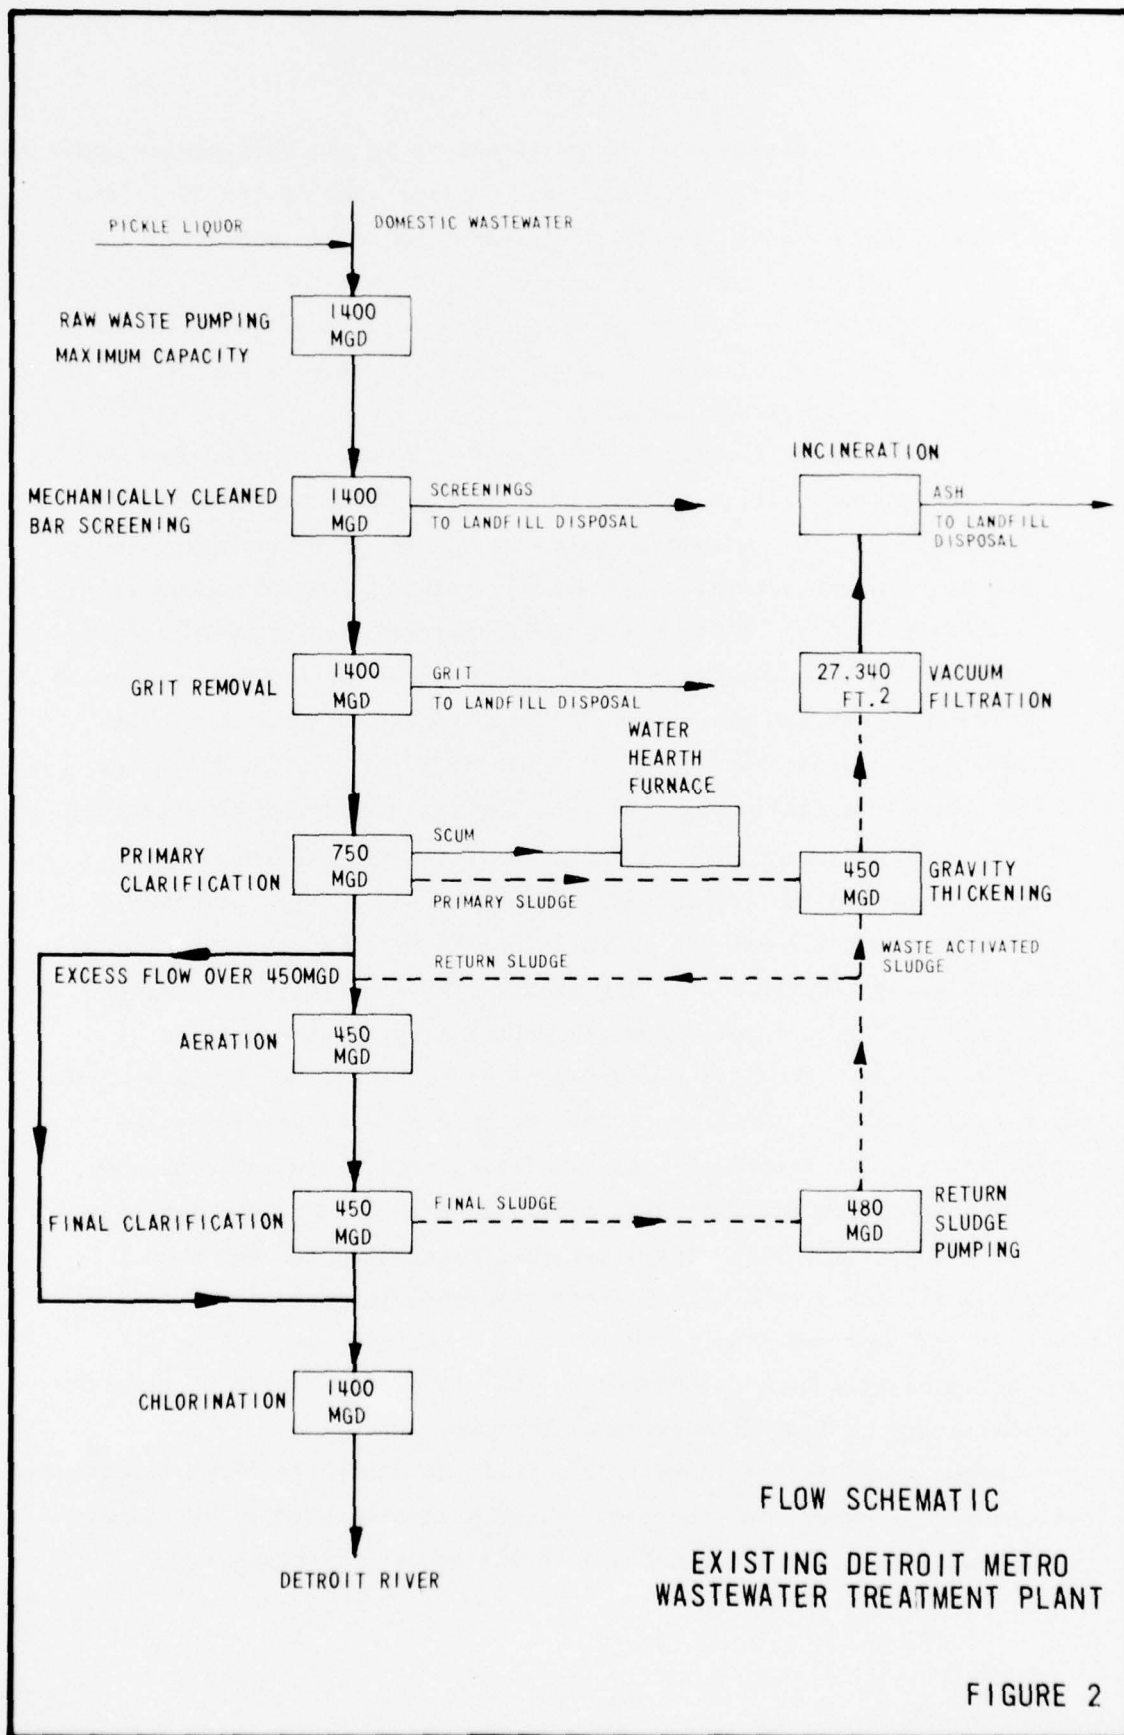 PICKLE LIQUOR
DOMESTIC WASTEWATER
RAW WASTE PUMPING
MAXIMUM CAPACITY
1400
MGD
MECHANICALLY CLEANED
BAR SCREENING
1400
MGD
SCREENINGS
TO LANDFILL DISPOSAL
INCINERATION
ASH
TO LANDFILL
DISPOSAL
GRIT REMOVAL
1400
MGD
GRIT
TO LANDFILL DISPOSAL
27.340
FT.2
VACUUM
FILTRATION
WATER
HEARTH
FURNACE
PRIMARY
CLARIFICATION
750
MGD
SCUM
PRIMARY SLUDGE
450
MGD
GRAVITY
THICKENING
EXCESS FLOW OVER 450MGD
RETURN SLUDGE
WASTE ACTIVATED
SLUDGE
AERATION
450
MGD
FINAL CLARIFICATION
450
MGD
FINAL SLUDGE
480
MGD
RETURN
SLUDGE
PUMPING
CHLORINATION
1400
MGD
DETROIT RIVER
FLOW SCHEMATIC
EXISTING DETROIT METRO
WASTEWATER TREATMENT PLANT
FIGURE 2